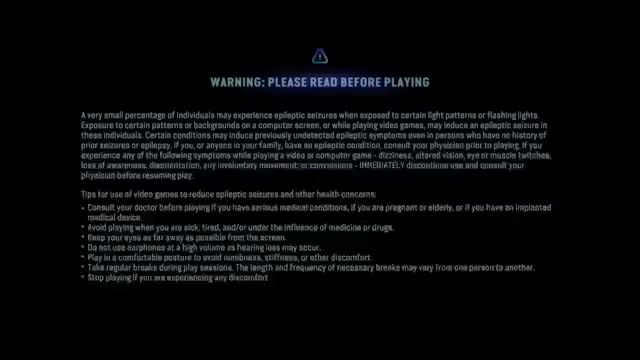 WARNING: PLEASE READ BEFORE PLAYING
A very small percentage of individuals may experience epileptic seizures when exposed to certain light patterns or flashing lights.
Exposure to certain patterns or backgrounds on a computer screen, or while playing video games, may induce an epileptic seizure in
these individuals. Certain conditions may induce previously undetected epileptic symptoms even in persons who have no history of
prior seizures or epilepsy. If you, or anyone in your family, have an epileptic condition, consult your physician prior to playing. If you
experience any of the following symptoms while playing a video or computer game - dizziness, altered vision, eye or muscle twitches,
loss of awareness, disorientation, any involuntary movement, or convulsions - IMMEDIATELY discontinue use and consult your
physician before resuming play.
Tips for use of video games to reduce epileptic seizures and other health concerns:
• Consult your doctor before playing if you have serious medical conditions, if you are pregnant or elderly, or if you have an implanted
medical device.
• Avoid playing when you are sick, tired, and/or under the influence of medicine or drugs.
• Keep your eyes as far away as possible from the screen.
• Do not use earphones at a high volume as hearing loss may occur.
• Play in a comfortable posture to avoid numbness, stiffness, or other discomfort.
• Take regular breaks during play sessions. The length and frequency of necessary breaks may vary from one person to another.
• Stop playing if you are experiencing any discomfort